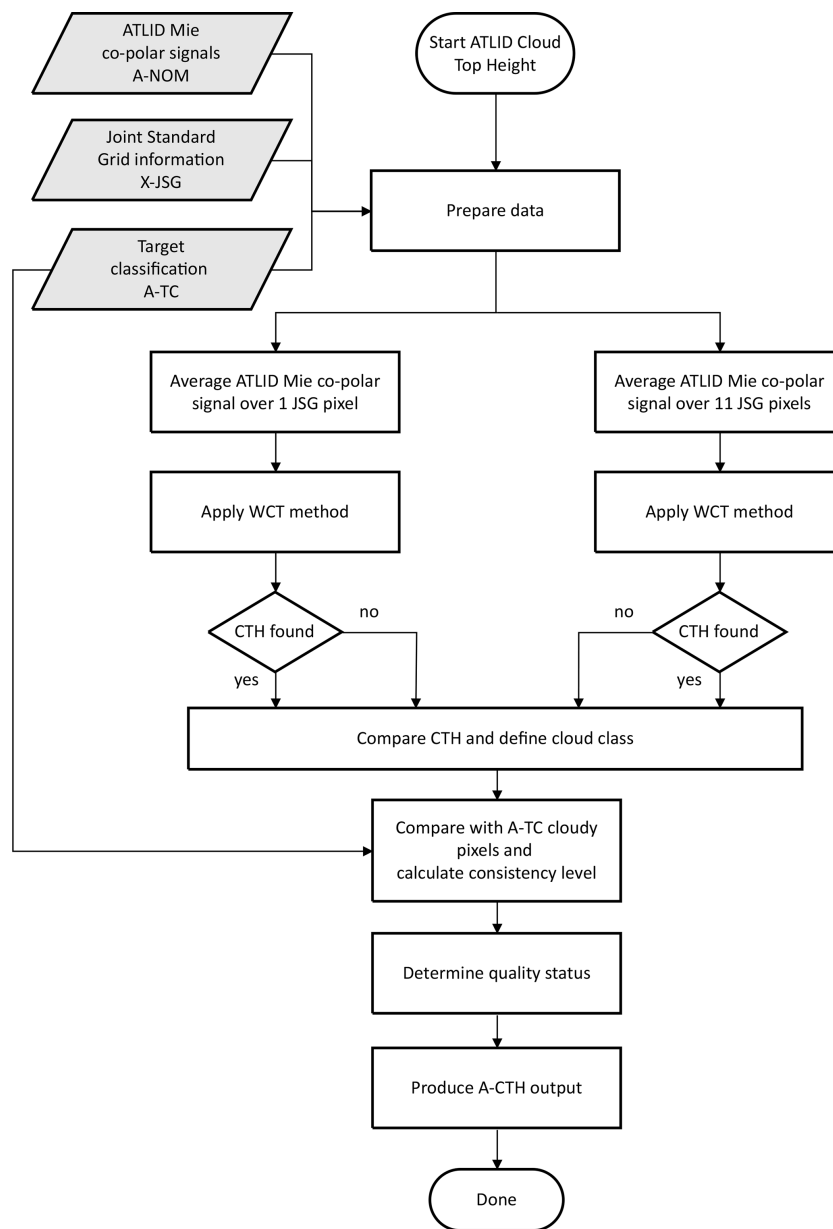 ATLID Mie
co-polar signals
A-NOM
Start ATLID Cloud
Top Height
Joint Standard
Grid information
X-JSG
Prepare data
Target
classification
A-TC
Average ATLID Mie co-polar
signal over 1 JSG pixel
Average ATLID Mie co-polar
signal over 11 JSG pixels
Apply WCT method
Apply WCT method
CTH found
no
yes
no
CTH found
yes
Compare CTH and define cloud class
Compare with A-TC cloudy
pixels and
calculate consistency level
Determine quality status
Produce A-CTH output
Done